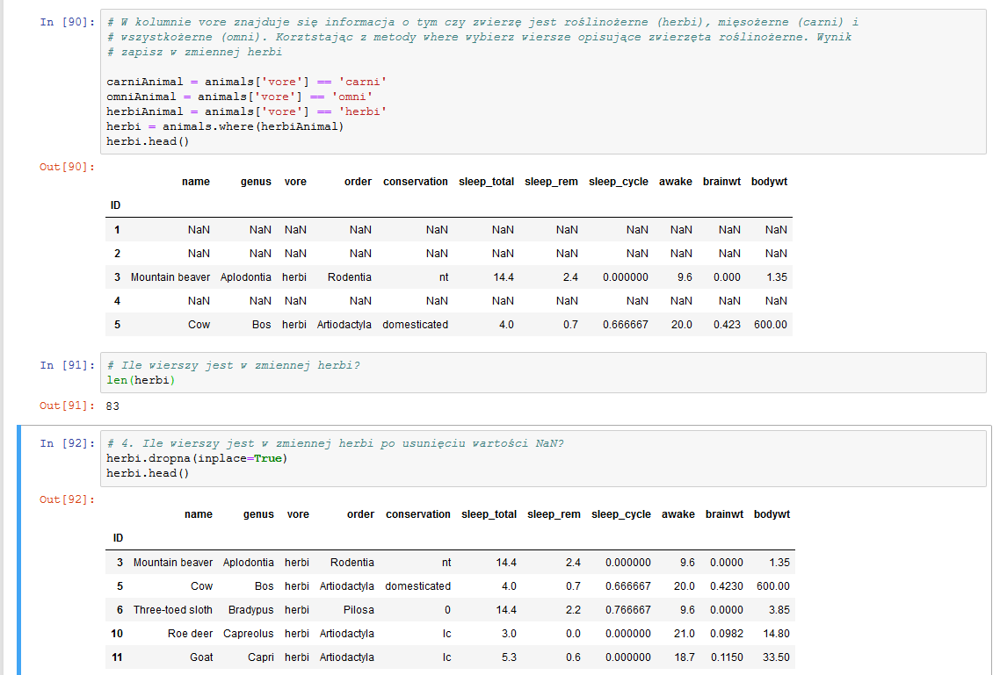 In [90]: # W kolumnie vore znajduje się informacja o tym czy zwierzę jest roślinożerne (herbi), mięsożerne (carni) i
# wszystkożerne (omni). Korztstając z metody where wybierz wiersze opisujące zwierzęta roślinożerne. Wynik
# zapisz w zmiennej herbi
carniAnimal = animals['vore'] == 'carni'
omniAnimal = animals['vore'] == 'omni'
herbiAnimal = animals['vore'] == 'herbi'
herbi = animals.where(herbiAnimal)
herbi.head()
Out[90]:
name genus vore order conservation sleep_total sleep_rem sleep_cycle awake brainwt bodywt
ID
1 NaN NaN NaN NaN NaN NaN NaN NaN NaN NaN NaN
2 NaN NaN NaN NaN NaN NaN NaN NaN NaN NaN NaN
3 Mountain beaver Aplodontia herbi Rodentia nt 14.4 2.4 0.000000 9.6 0.000 1.35
4 NaN NaN NaN NaN NaN NaN NaN NaN NaN NaN NaN
5 Cow Bos herbi Artiodactyla domesticated 4.0 0.7 0.666667 20.0 0.423 600.00
In [91]: # Ile wierszy jest w zmiennej herbi?
len(herbi)
Out[91]: 83
In [92]: # 4. Ile wierszy jest w zmiennej herbi po usunięciu wartości NaN?
herbi.dropna(inplace=True)
herbi.head()
Out[92]:
name genus vore order conservation sleep_total sleep_rem sleep_cycle awake brainwt bodywt
ID
3 Mountain beaver Aplodontia herbi Rodentia nt 14.4 2.4 0.000000 9.6 0.0000 1.35
5 Cow Bos herbi Artiodactyla domesticated 4.0 0.7 0.666667 20.0 0.4230 600.00
6 Three-toed sloth Bradypus herbi Pilosa 0 14.4 2.2 0.766667 9.6 0.0000 3.85
10 Roe deer Capreolus herbi Artiodactyla lc 3.0 0.0 0.000000 21.0 0.0982 14.80
11 Goat Capri herbi Artiodactyla lc 5.3 0.6 0.000000 18.7 0.1150 33.50